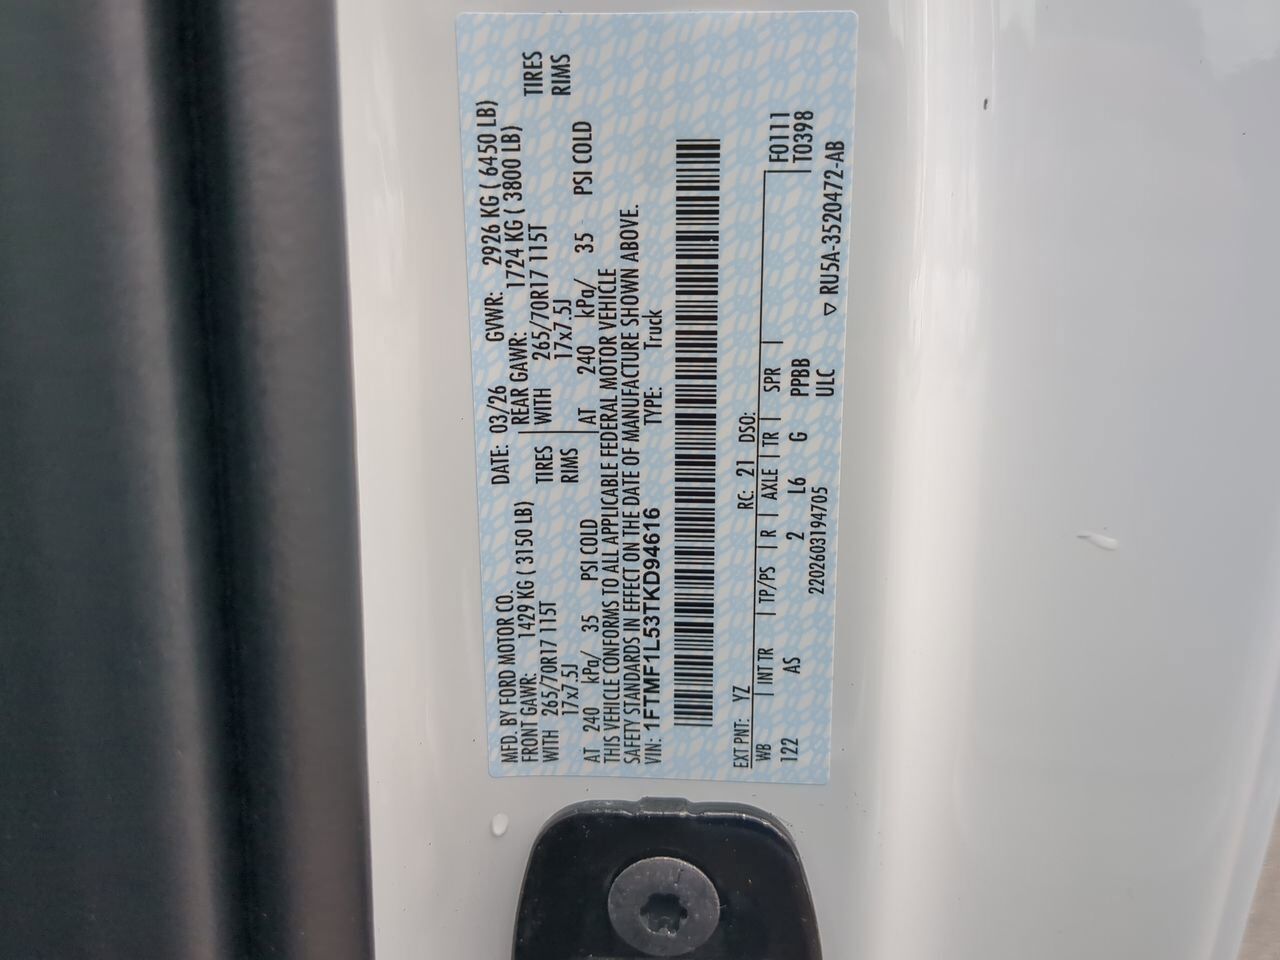 MFD. BY FORD MOTOR CO. DATE: 03/26 GVWR: 2926 KG ( 6450 LB)
FRONT GAWR: 1429 KG ( 3150 LB) REAR GAWR: 1724 KG ( 3800 LB)
WITH 265/70R17 115T TIRES WITH 265/70R17 115T TIRES
17x7.5J RIMS 17x7.5J RIMS
AT 240 kPa/ 35 PSI COLD AT 240 kPa/ 35 PSI COLD
THIS VEHICLE CONFORMS TO ALL APPLICABLE FEDERAL MOTOR VEHICLE
SAFETY STANDARDS IN EFFECT ON THE DATE OF MANUFACTURE SHOWN ABOVE.
VIN: 1FTMF1L53TKD94616 TYPE: Truck
EXT PNT: YZ RC: 21 DSO:
WB INT TR TP/PS R AXLE TR SPR F0111
122 AS 2 L6 G PPBB T0398
2202603194705 ULC ▽ RU5A-3520472-AB